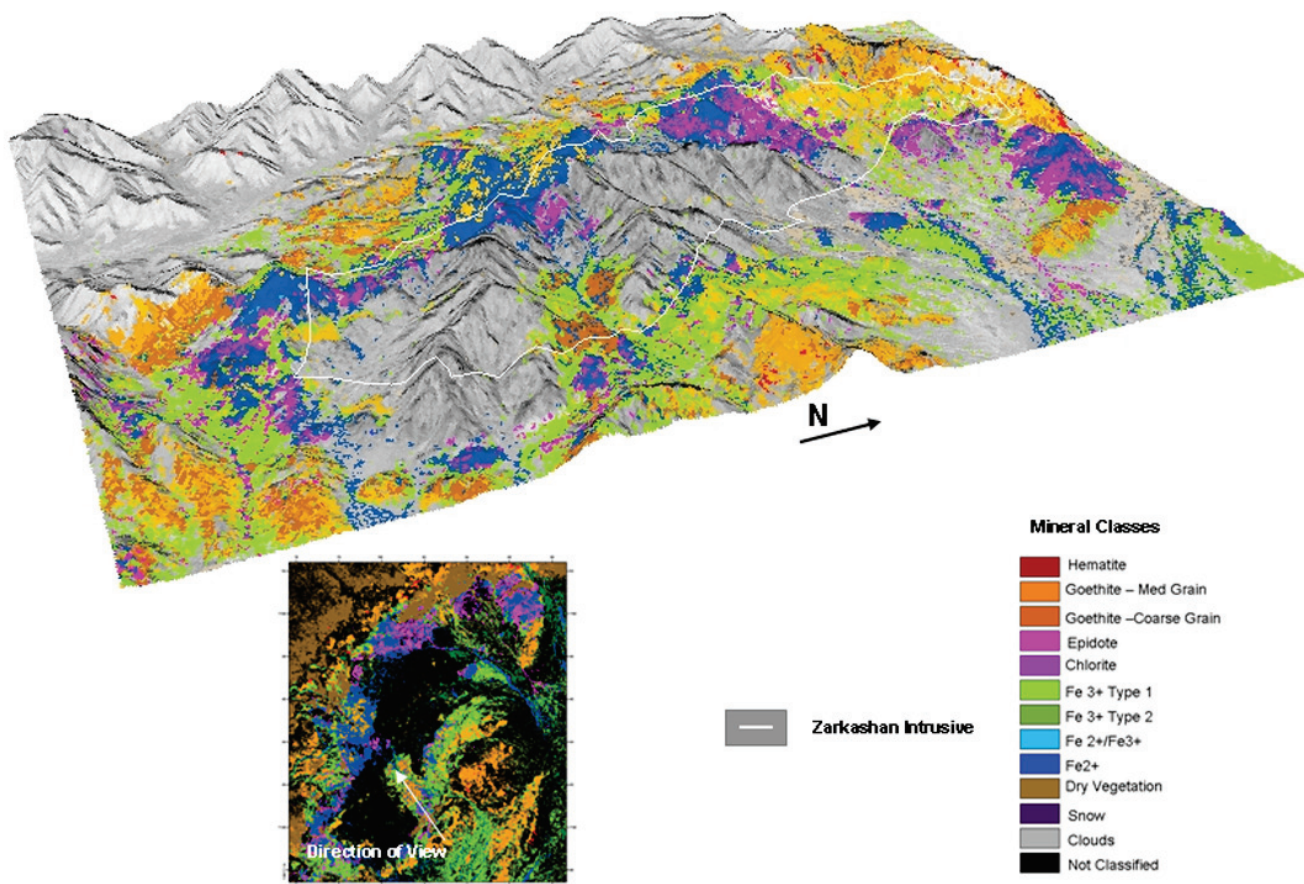 N
Mineral Classes
Hematite
Goethite – Med Grain
Goethite –Coarse Grain
Epidote
Chlorite
Fe 3+ Type 1
Fe 3+ Type 2
Fe 2+/Fe3+
Fe2+
Dry Vegetation
Snow
Clouds
Not Classified
Zarkashan Intrusive
Direction of View